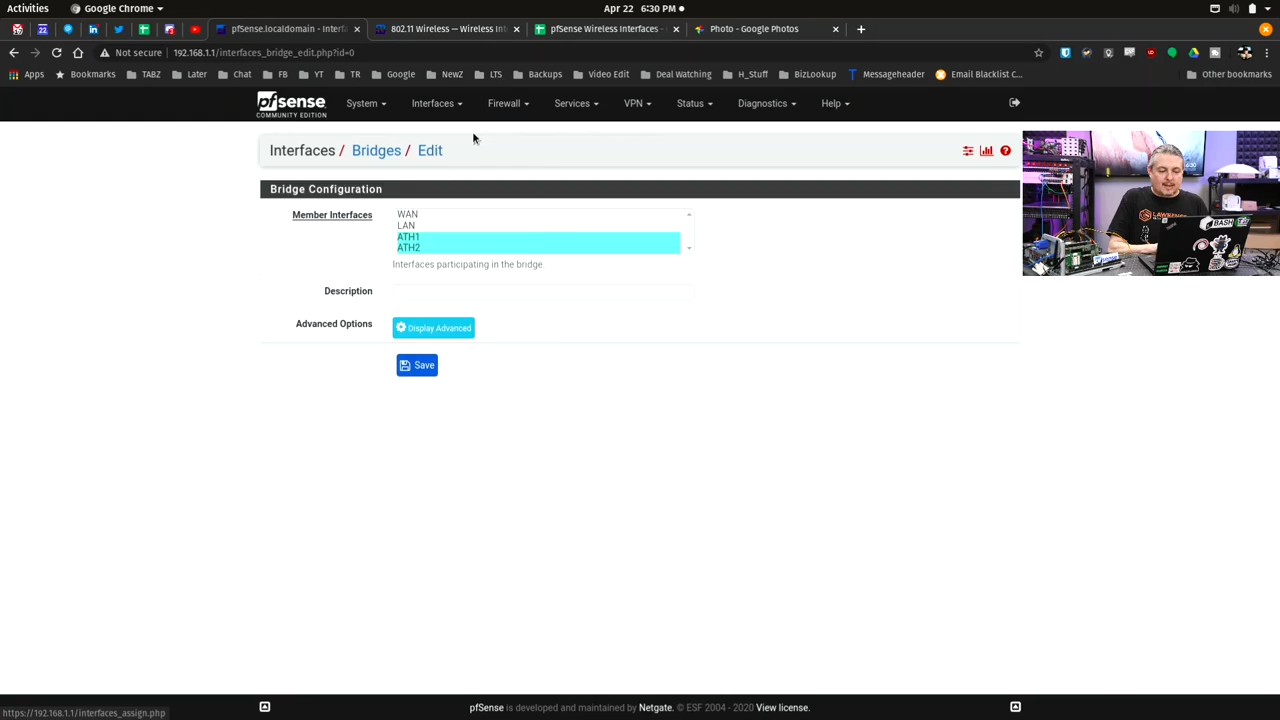 Activities
Google Chrome
Apr 22 6:30 PM
22
pfSense.localdomain - Interf
802.11 Wireless — Wireless Int
pfSense Wireless Interfaces -
Photo - Google Photos
Not secure
192.168.1.1/interfaces_bridge_edit.php?id=0
Apps
Bookmarks
TABZ
Later
Chat
FB
YT
TR
Google
NewZ
LTS
Backups
Video Edit
Deal Watching
H_Stuff
BizLookup
Messageheader
Email Blacklist C...
Other bookmarks
pfsense
COMMUNITY EDITION
System
Interfaces
Firewall
Services
VPN
Status
Diagnostics
Help
Interfaces / Bridges / Edit
Bridge Configuration
Member Interfaces
WAN
LAN
ATH1
ATH2
Interfaces participating in the bridge
Description
Advanced Options
Display Advanced
Save
BASH
pfSense is developed and maintained by Netgate. © ESF 2004 - 2020 View license.
https://192.168.1.1/interfaces_assign.php